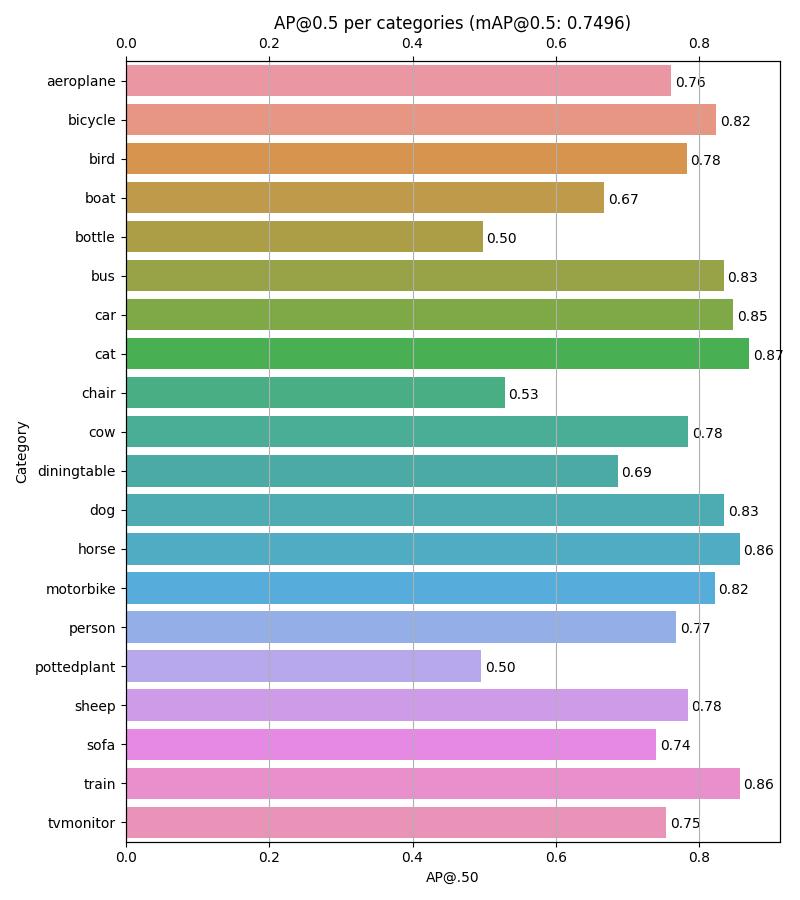 AP@0.5 per categories (mAP@0.5: 0.7496)
0.0 0.2 0.4 0.6 0.8
aeroplane 0.76
bicycle 0.82
bird 0.78
boat 0.67
bottle 0.50
bus 0.83
car 0.85
cat 0.87
chair 0.53
cow 0.78
Category
diningtable 0.69
dog 0.83
horse 0.86
motorbike 0.82
person 0.77
pottedplant 0.50
sheep 0.78
sofa 0.74
train 0.86
tvmonitor 0.75
0.0 0.2 0.4 0.6 0.8
AP@.50